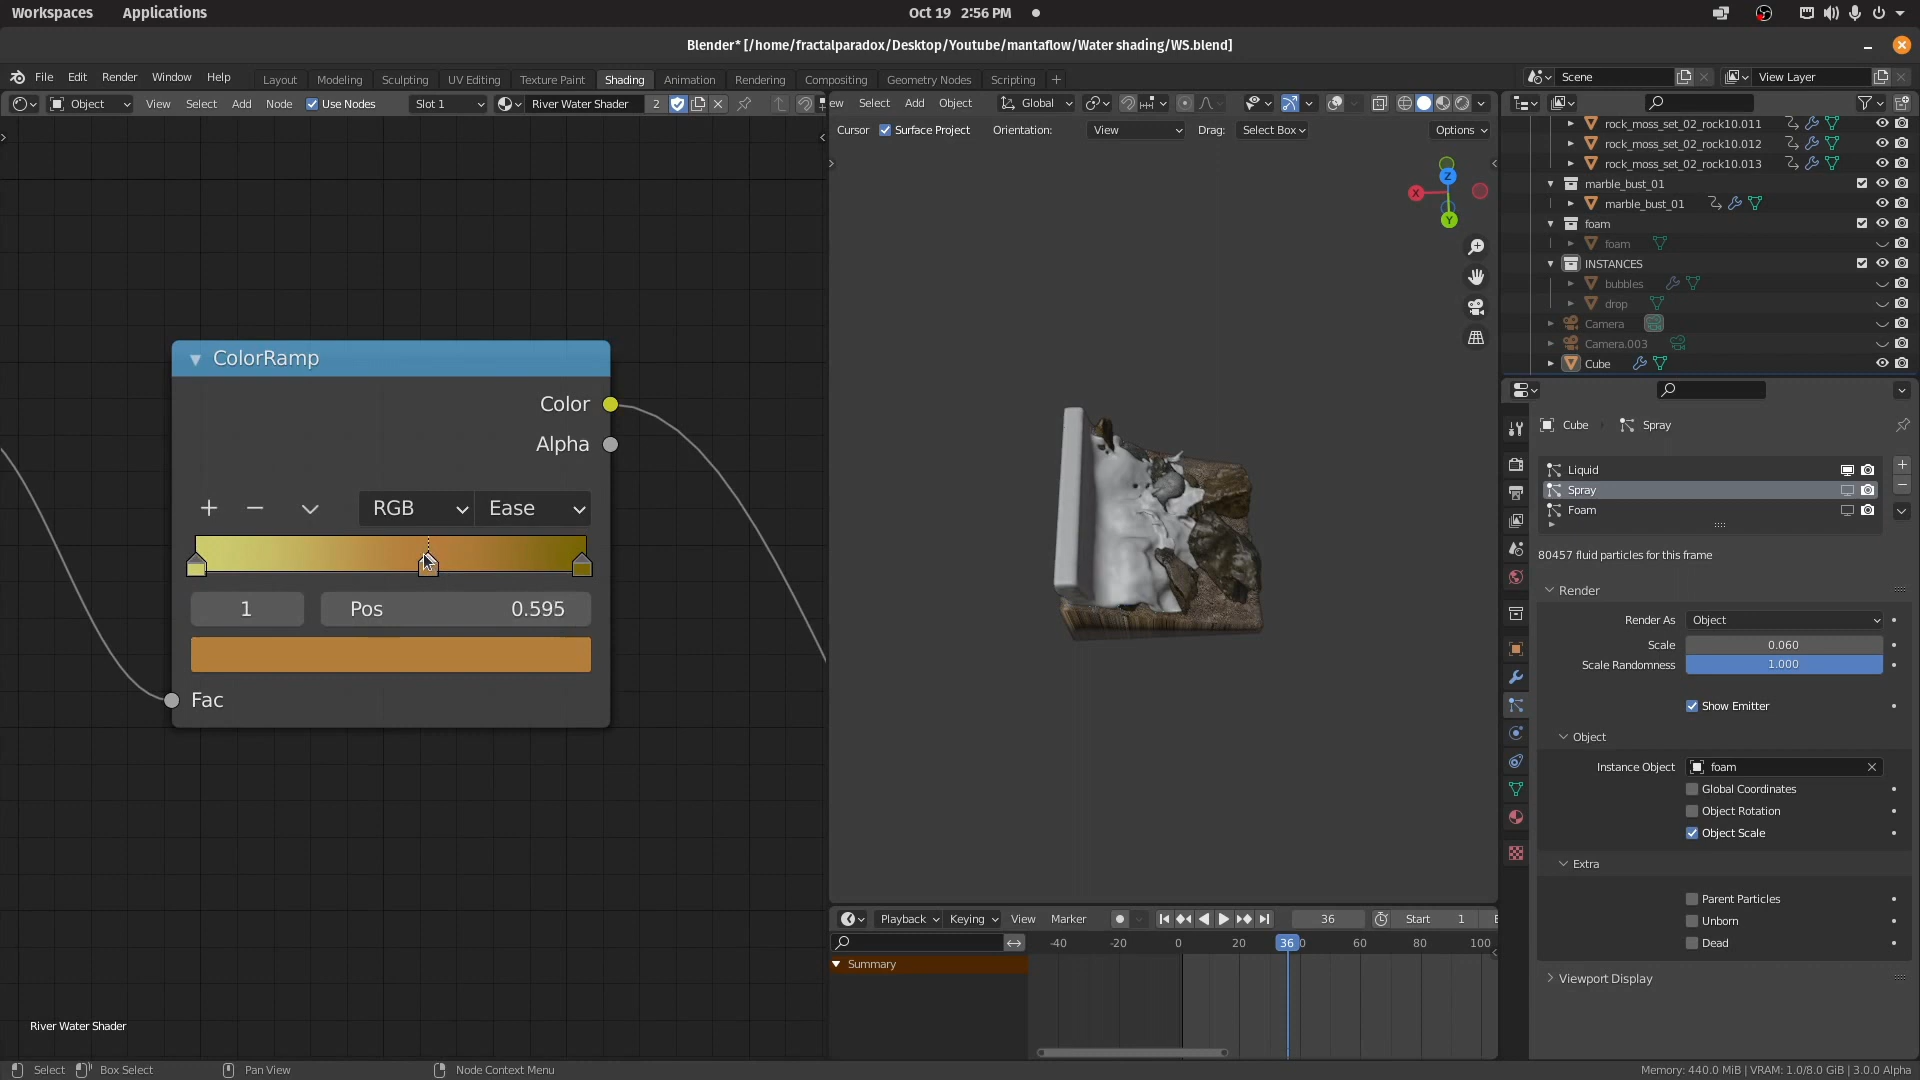 Workspaces Applications Oct 19 2:56 PM
Blender* [/home/fractalparadox/Desktop/Youtube/mantaflow/Water shading/WS.blend]
File Edit Render Window Help Layout Modeling Sculpting UV Editing Texture Paint Shading Animation Rendering Compositing Geometry Nodes Scripting + Scene View Layer
Object View Select Add Node Use Nodes Slot 1 River Water Shader 2
ew Select Add Object Global
Cursor Surface Project Orientation: View Drag: Select Box Options
X Z Y
ColorRamp
Color
Alpha
RGB Ease
1 Pos 0.595
Fac
River Water Shader
rock_moss_set_02_rock10.011
rock_moss_set_02_rock10.012
rock_moss_set_02_rock10.013
marble_bust_01
marble_bust_01
foam
foam
INSTANCES
bubbles
drop
Camera
Camera.003
Cube
Cube Spray
Liquid
Spray
Foam
80457 fluid particles for this frame
Render
Render As Object
Scale 0.060
Scale Randomness 1.000
Show Emitter
Object
Instance Object foam
Global Coordinates
Object Rotation
Object Scale
Extra
Parent Particles
Unborn
Dead
Viewport Display
Playback Keying View Marker 36 Start 1
-40 -20 0 20 36 0 60 80 100
Summary
Select Box Select Pan View Node Context Menu Memory: 440.0 MiB | VRAM: 1.0/8.0 GiB | 3.0.0 Alpha